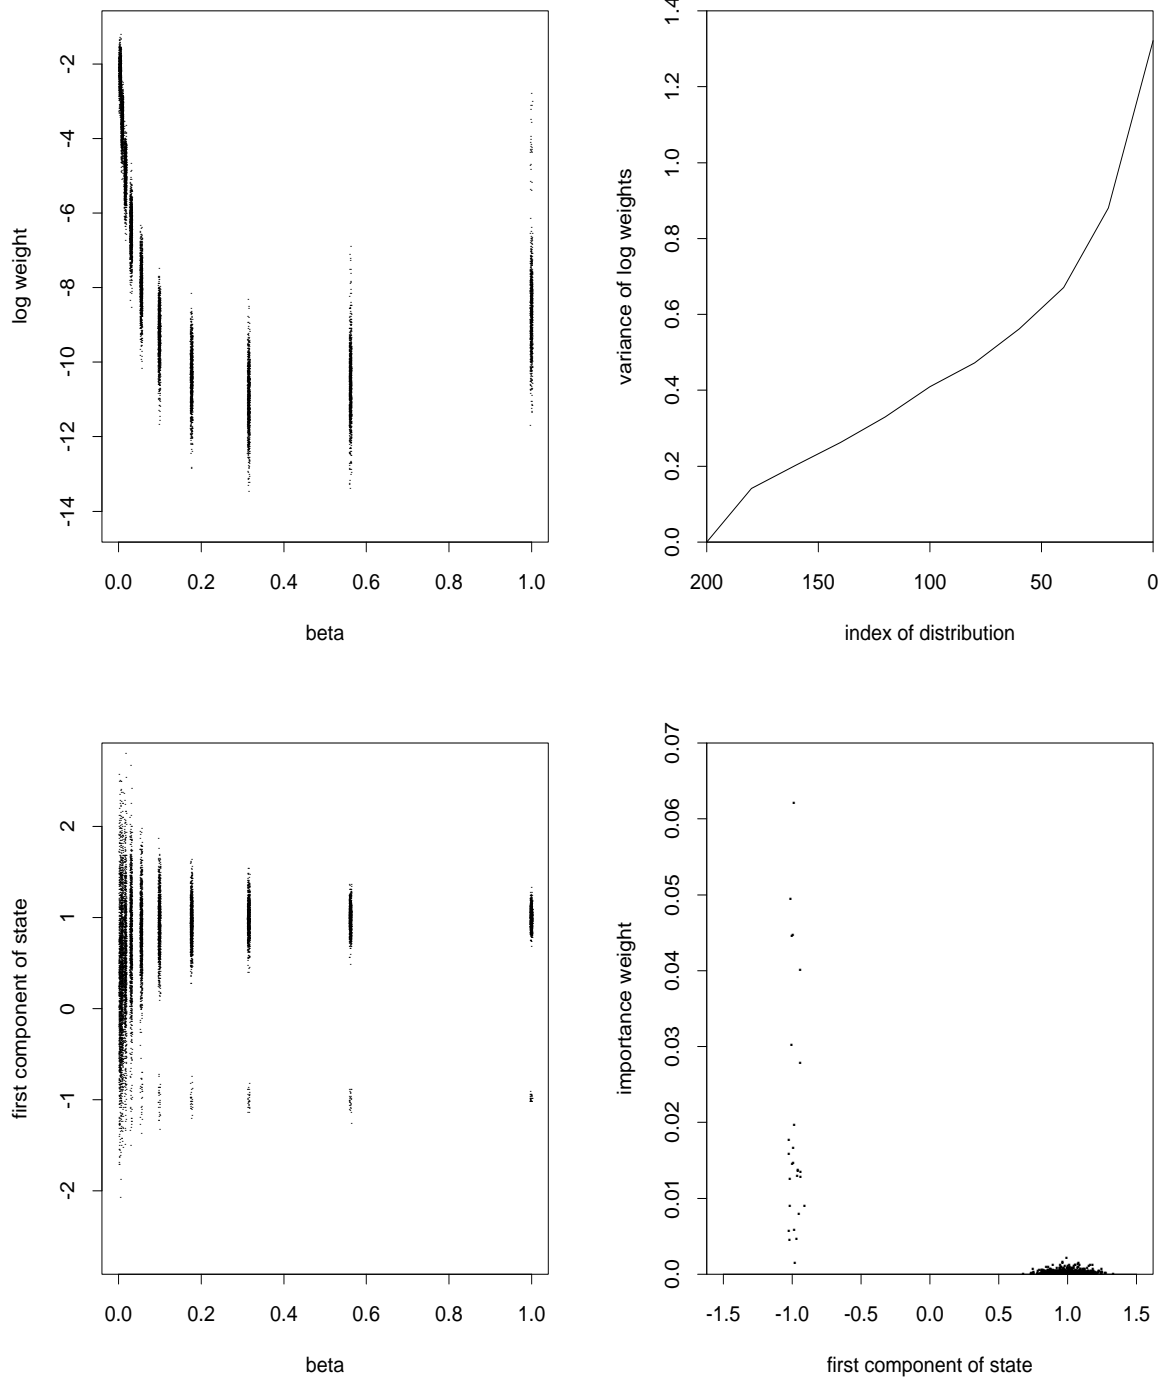 log weight
-2
-4
-6
-8
-10
-12
-14
0.0 0.2 0.4 0.6 0.8 1.0
beta
variance of log weights
1.4
1.2
1.0
0.8
0.6
0.4
0.2
0.0
200 150 100 50 0
index of distribution
first component of state
2
1
0
-1
-2
0.0 0.2 0.4 0.6 0.8 1.0
beta
importance weight
0.07
0.06
0.05
0.04
0.03
0.02
0.01
0.0
-1.5 -1.0 -0.5 0.0 0.5 1.0 1.5
first component of state